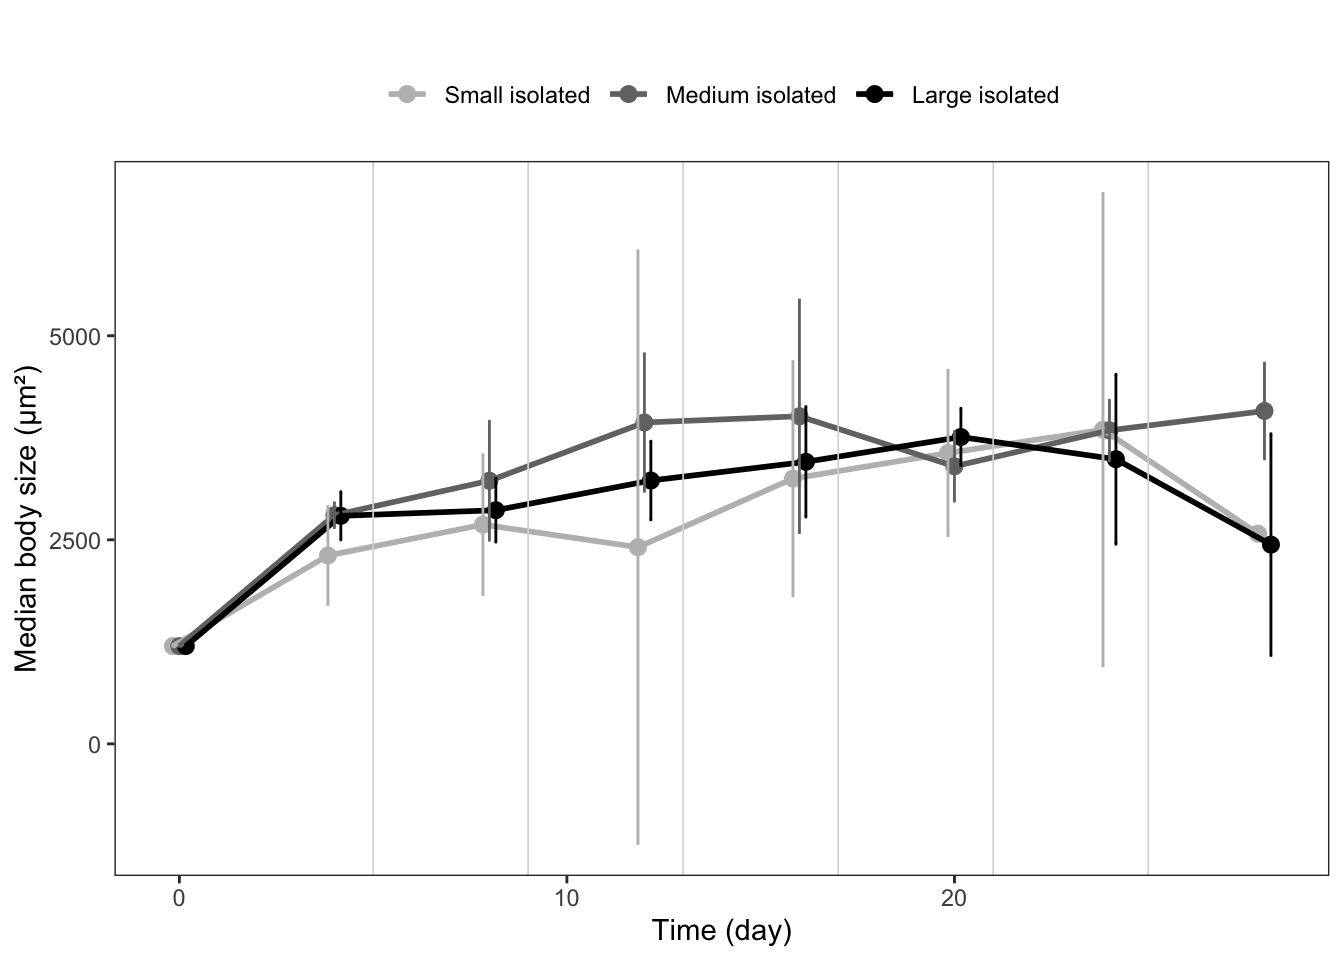 Small isolated Medium isolated Large isolated
5000
2500
0
Median body size (µm²)
0 10 20
Time (day)